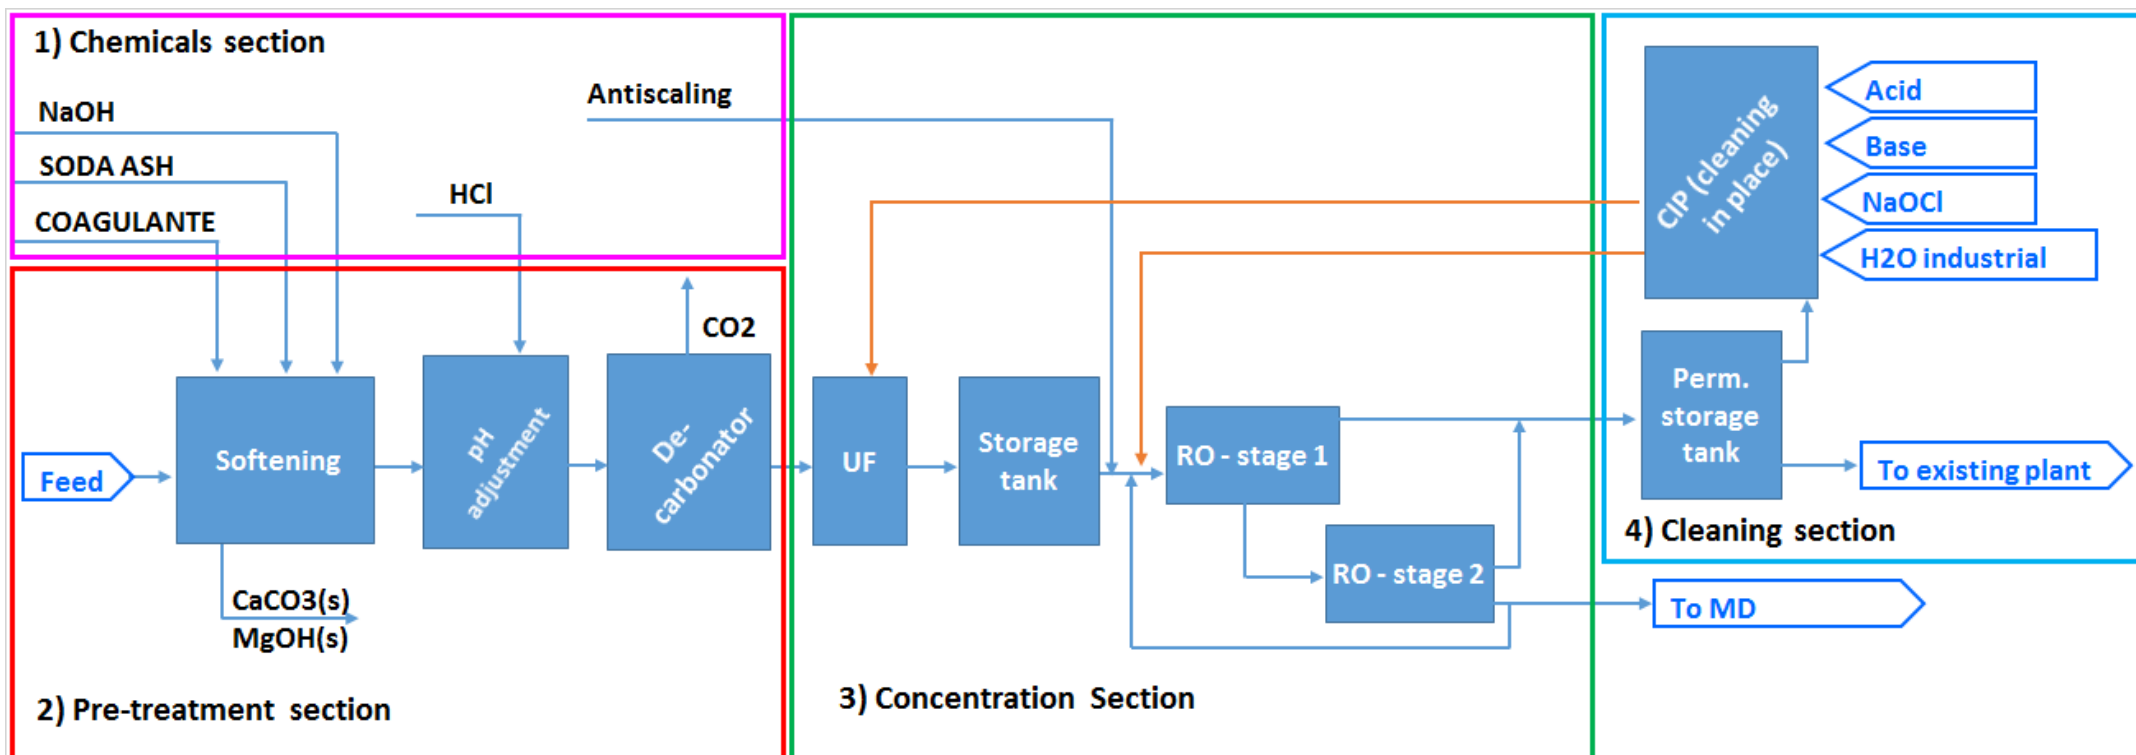 1) Chemicals section
NaOH
SODA ASH
COAGULANTE
HCl
Antiscaling
CO2
Feed
Softening
pH
adjustment
De-
carbonator
CaCO3(s)
MgOH(s)
2) Pre-treatment section
UF
Storage
tank
RO - stage 1
RO - stage 2
3) Concentration Section
CIP (cleaning
in place)
Acid
Base
NaOCl
H2O industrial
Perm.
storage
tank
To existing plant
4) Cleaning section
To MD